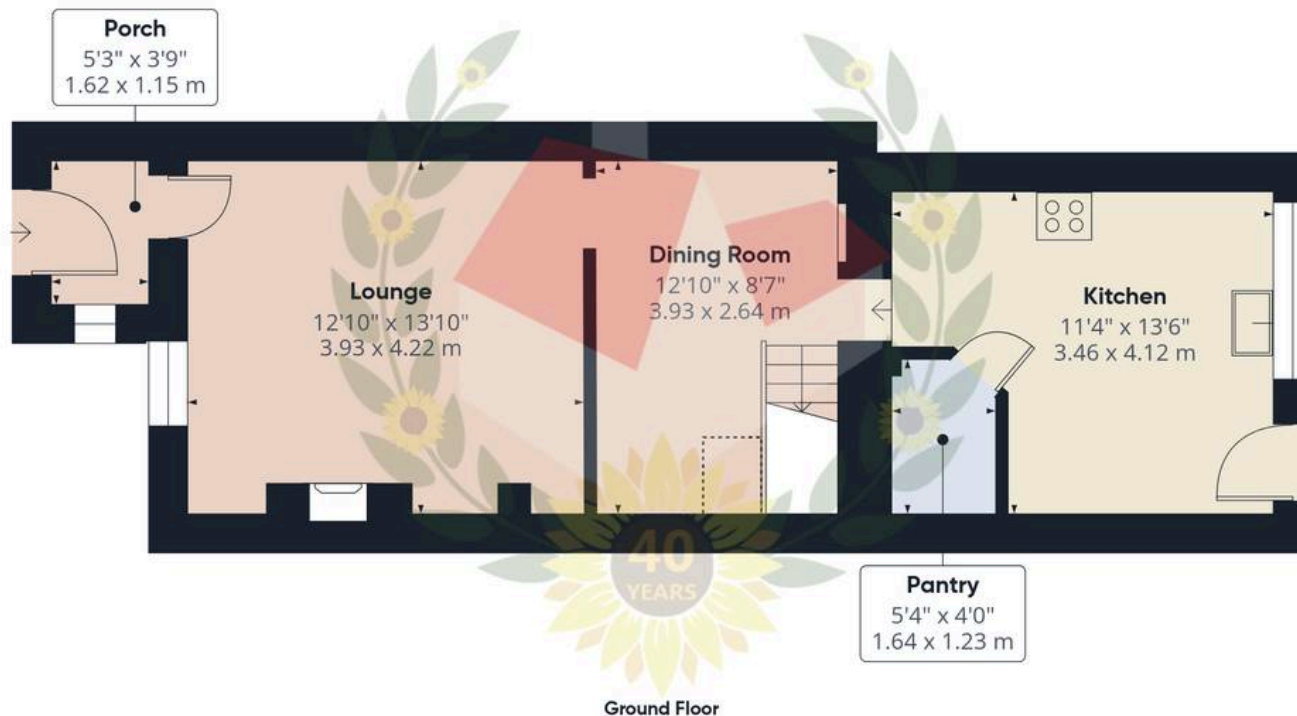 Porch
5'3" x 3'9"
1.62 x 1.15 m
Lounge
12'10" x 13'10"
3.93 x 4.22 m
Dining Room
12'10" x 8'7"
3.93 x 2.64 m
Kitchen
11'4" x 13'6"
3.46 x 4.12 m
40
YEARS
Pantry
5'4" x 4'0"
1.64 x 1.23 m
Ground Floor